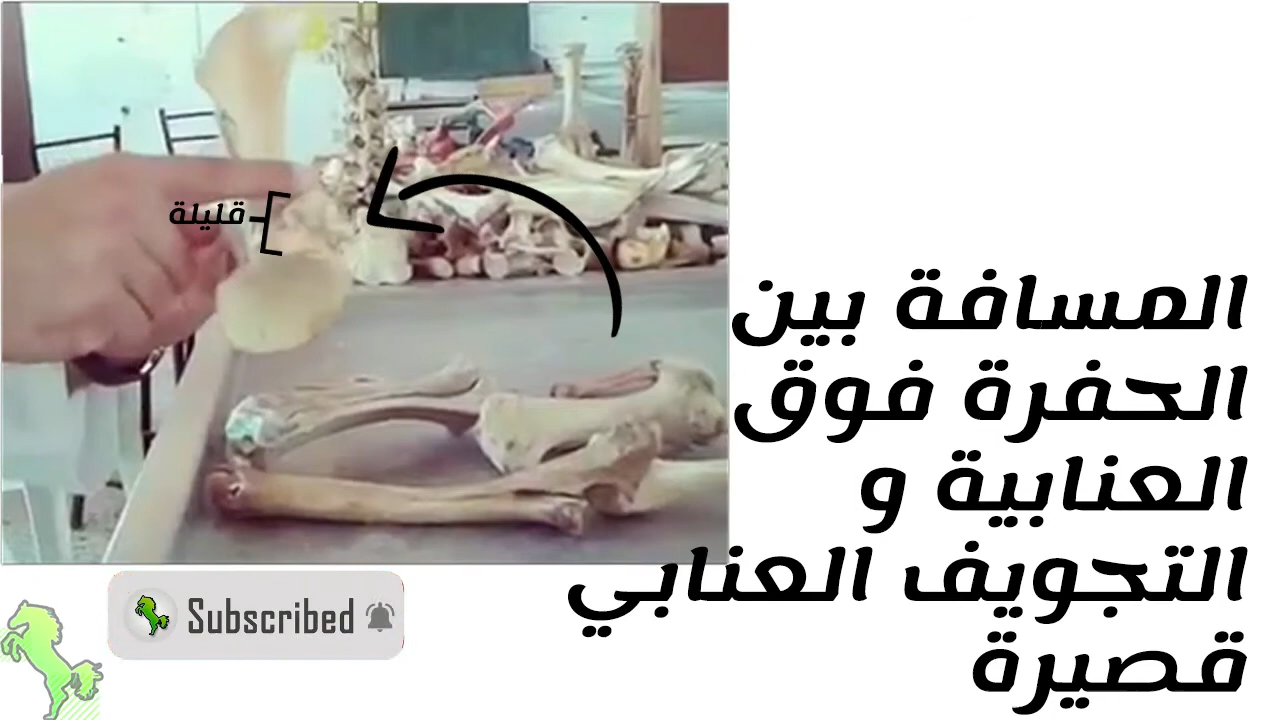 قليلة
المسافة بين
الحفرة فوق
العنابية و
التجويف العنابي
قصيرة
Subscribed